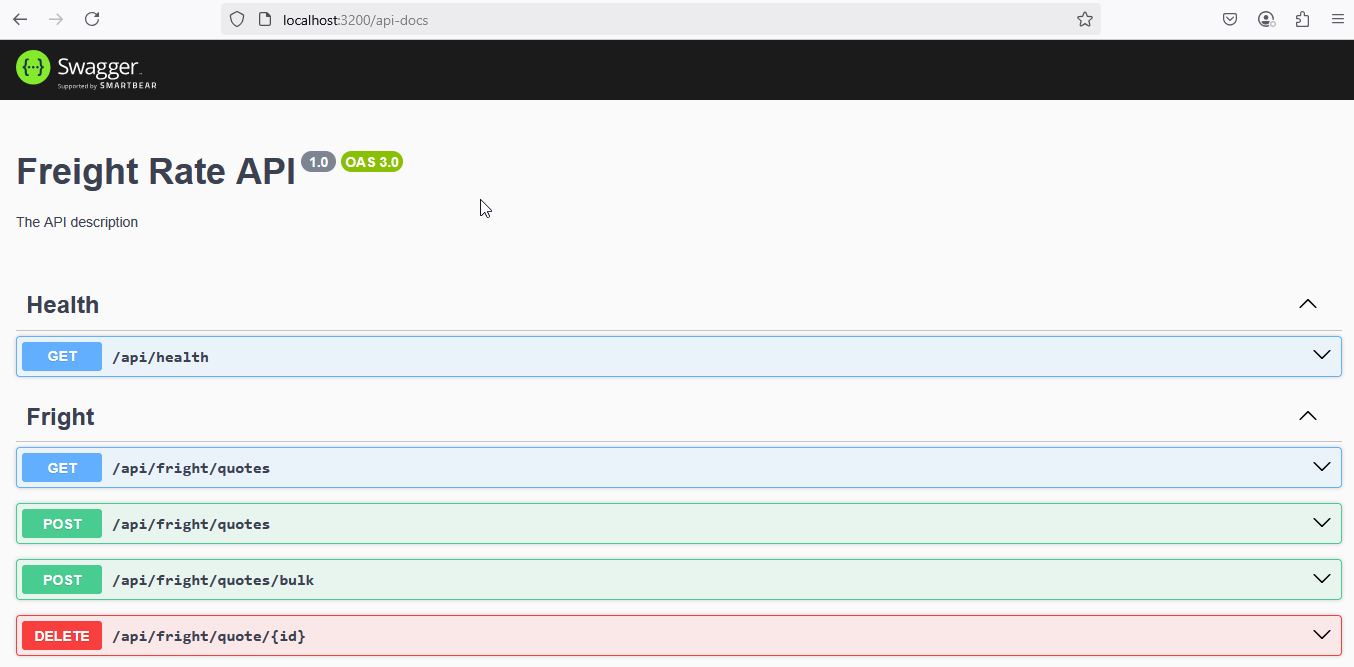 localhost:3200/api-docs
{···} Swagger
Supported by SMARTBEAR
Freight Rate API 1.0 OAS 3.0
The API description
Health
GET /api/health
Fright
GET /api/fright/quotes
POST /api/fright/quotes
POST /api/fright/quotes/bulk
DELETE /api/fright/quote/{id}